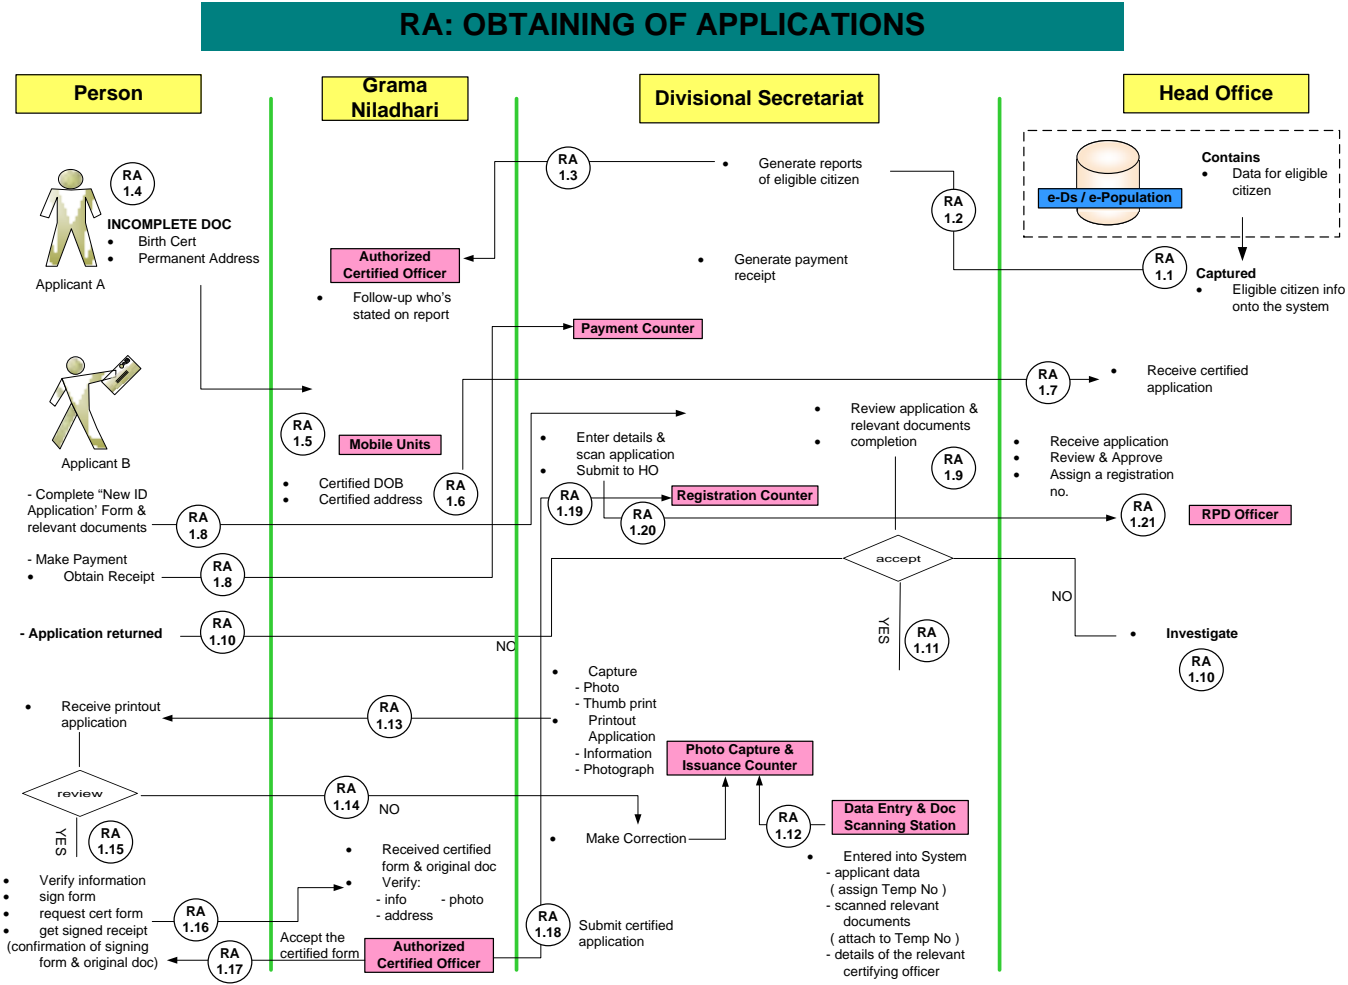 RA: OBTAINING OF APPLICATIONS
Person
Grama
Niladhari
Divisional Secretariat
Head Office
RA
1.4
INCOMPLETE DOC
• Birth Cert
• Permanent Address
Applicant A
Applicant B
- Complete “New ID
Application’ Form &
relevant documents
RA
1.8
- Make Payment
• Obtain Receipt
RA
1.8
- Application returned
RA
1.10
• Receive printout
application
review
YES
RA
1.15
• Verify information
• sign form
• request cert form
• get signed receipt
(confirmation of signing
form & original doc)
RA
1.16
RA
1.17
Authorized
Certified Officer
• Follow-up who's
stated on report
RA
1.5
Mobile Units
• Certified DOB
• Certified address
RA
1.6
RA
1.13
RA
1.14
NO
• Received certified
form & original doc
• Verify:
- info - photo
- address
Accept the
certified form
Authorized
Certified Officer
RA
1.3
• Generate reports
of eligible citizen
RA
1.2
• Generate payment
receipt
Payment Counter
• Enter details &
scan application
• Submit to HO
RA
1.19
Registration Counter
RA
1.20
• Review application &
relevant documents
• completion
RA
1.9
accept
NO
YES
RA
1.11
• Capture
- Photo
- Thumb print
• Printout
Application
- Information
- Photograph
Photo Capture &
Issuance Counter
• Make Correction
RA
1.12
Data Entry & Doc
Scanning Station
• Entered into System
- applicant data
( assign Temp No )
- scanned relevant
documents
( attach to Temp No )
- details of the relevant
certifying officer
RA
1.18
Submit certified
application
e-Ds / e-Population
Contains
• Data for eligible
citizen
RA
1.1
Captured
• Eligible citizen info
onto the system
RA
1.7
• Receive certified
application
• Receive application
• Review & Approve
• Assign a registration
no.
RA
1.21
RPD Officer
NO
• Investigate
RA
1.10